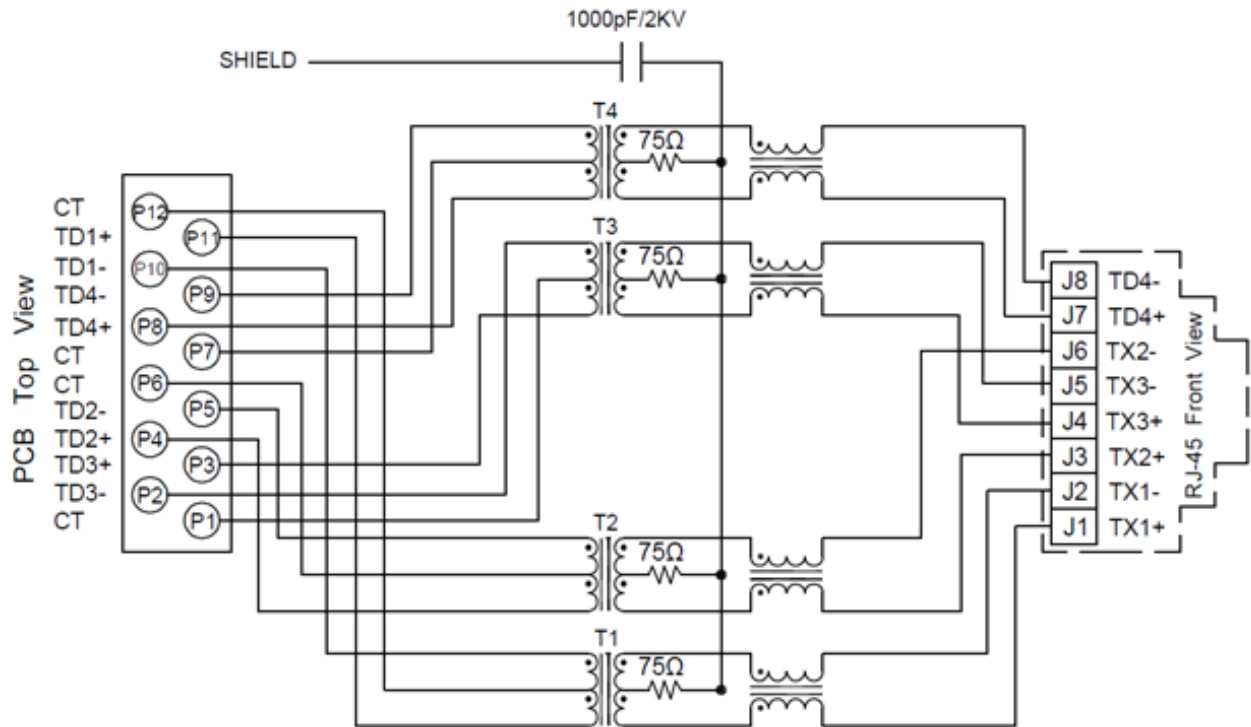 1000pF/2KV
SHIELD
T4
75Ω
T3
75Ω
T2
75Ω
T1
75Ω
PCB Top View
CT
TD1+
TD1-
TD4-
TD4+
CT
CT
TD2-
TD2+
TD3+
TD3-
CT
P12
P11
P10
P9
P8
P7
P6
P5
P4
P3
P2
P1
J8 TD4-
J7 TD4+
J6 TX2-
J5 TX3-
J4 TX3+
J3 TX2+
J2 TX1-
J1 TX1+
RJ-45 Front View